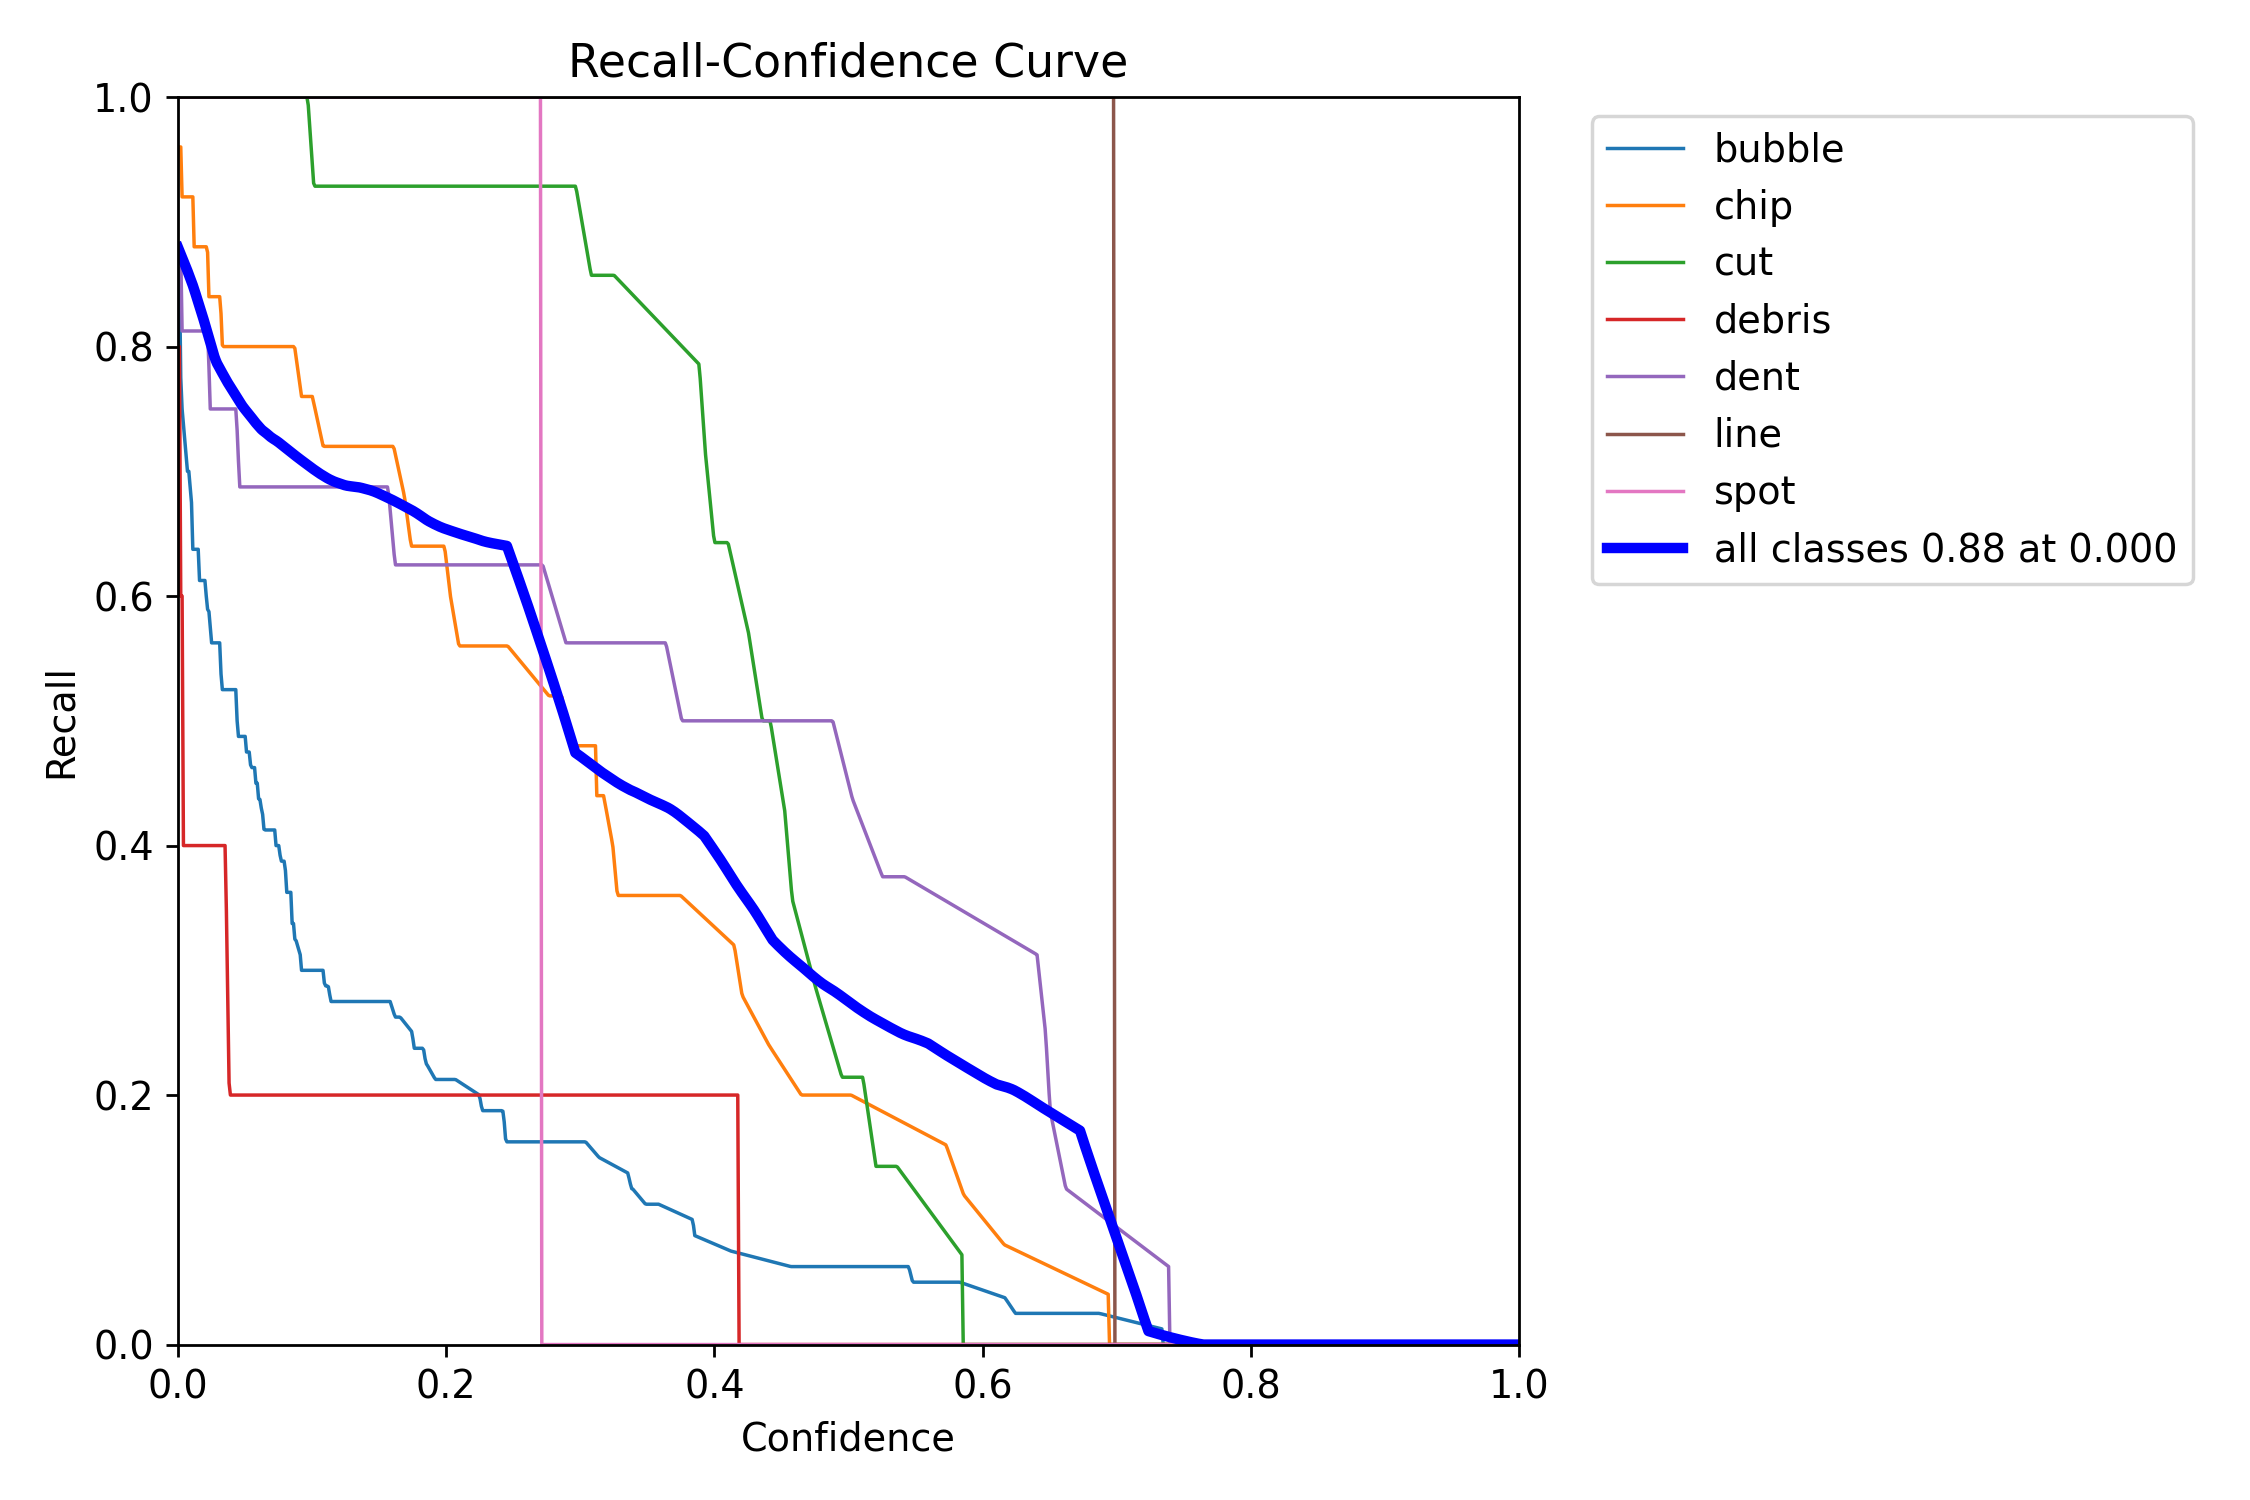 Recall-Confidence Curve
1.0
0.8
0.6
0.4
0.2
0.0
Recall
0.0 0.2 0.4 0.6 0.8 1.0
Confidence
bubble
chip
cut
debris
dent
line
spot
all classes 0.88 at 0.000